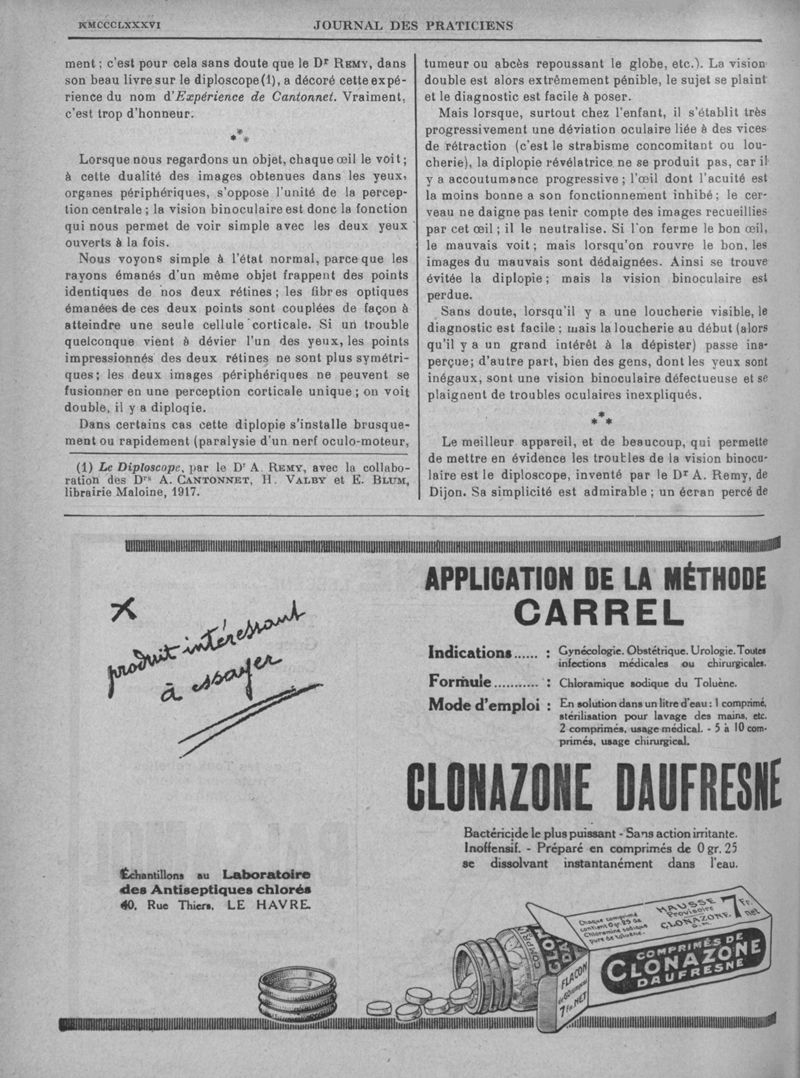 MMCCCLXXXVI
JOURNAL DES PRATICIENS
ment ; c'est pour cela sans doute que le Dr REMY, dans
son beau livre sur le diploscope (1), a décoré cette expé-
rience du nom d'Expérience de Cantonnet. Vraiment,
c'est trop d'honneur.
* * *
Lorsque nous regardons un objet, chaque œil le voit ;
à cette dualité des images obtenues dans les yeux,
organes périphériques, s'oppose l'unité de la percep-
tion centrale ; la vision binoculaire est donc la fonction
qui nous permet de voir simple avec les deux yeux
ouverts à la fois.
Nous voyons simple à l'état normal, parce que les
rayons émanés d'un même objet frappent des points
identiques de nos deux rétines ; les fibres optiques
émanées de ces deux points sont couplées de façon à
atteindre une seule cellule corticale. Si un trouble
quelconque vient à dévier l'un des yeux, les points
impressionnés des deux rétines ne sont plus symétri-
ques ; les deux images périphériques ne peuvent se
fusionner en une perception corticale unique ; on voit
double, il y a diploqie.
Dans certains cas cette diplopie s'installe brusque-
ment ou rapidement (paralysie d'un nerf oculo-moteur,
(1) Le Diploscope, par le Dr A. REMY, avec la collabo-
ration des Drs A. CANTONNET, H. VALBY et E. BLUM,
librairie Maloine, 1917.
tumeur ou abcès repoussant le globe, etc.). La vision
double est alors extrêmement pénible, le sujet se plaint
et le diagnostic est facile à poser.
Mais lorsque, surtout chez l'enfant, il s'établit très
progressivement une déviation oculaire liée à des vices
de rétraction (c'est le strabisme concomitant ou lou-
cherie), la diplopie révélatrice ne se produit pas, car il
y a accoutumance progressive ; l'œil dont l'acuité est
la moins bonne a son fonctionnement inhibé ; le cer-
veau ne daigne pas tenir compte des images recueillies
par cet œil ; il le neutralise. Si l'on ferme le bon œil,
le mauvais voit ; mais lorsqu'on rouvre le bon, les
images du mauvais sont dédaignées. Ainsi se trouve
évitée la diplopie ; mais la vision binoculaire est
perdue.
Sans doute, lorsqu'il y a une loucherie visible, le
diagnostic est facile ; mais la loucherie au début (alors
qu'il y a un grand intérêt à la dépister) passe ina-
perçue ; d'autre part, bien des gens, dont les yeux sont
inégaux, sont une vision binoculaire défectueuse et se
plaignent de troubles oculaires inexpliqués.
* * *
Le meilleur appareil, et de beaucoup, qui permette
de mettre en évidence les troubles de la vision binocu-
laire est le diploscope, inventé par le Dr A. Remy, de
Dijon. Sa simplicité est admirable ; un écran percé de
produit intéressant
à essayer
Échantillons au Laboratoire
des Antiseptiques chlorés
40, Rue Thiers, LE HAVRE.
APPLICATION DE LA MÉTHODE
CARREL
Indications...... : Gynécologie. Obstétrique. Urologie. Toutes
infections médicales ou chirurgicales.
Formule........... : Chloramique sodique du Toluène.
Mode d'emploi : En solution dans un litre d'eau : 1 comprimé,
stérilisation pour lavage des mains, etc.
2 comprimés, usage médical. - 5 à 10 com-
primés, usage chirurgical.
CLONAZONE DAUFRESNE
Bactéricide le plus puissant - Sans action irritante.
Inoffensif. - Préparé en comprimés de 0 gr. 25
se dissolvant instantanément dans l'eau.
Chaque comprimé
contient 0 gr. 25 de
Chloramine sodique
pure de toluène.
HAUSSE
Provisoire
CLONAZONE.
7 Fr.
net
COMPRIMÉS DE
CLONAZONE
DAUFRESNE
FLACON
7 Frs NET